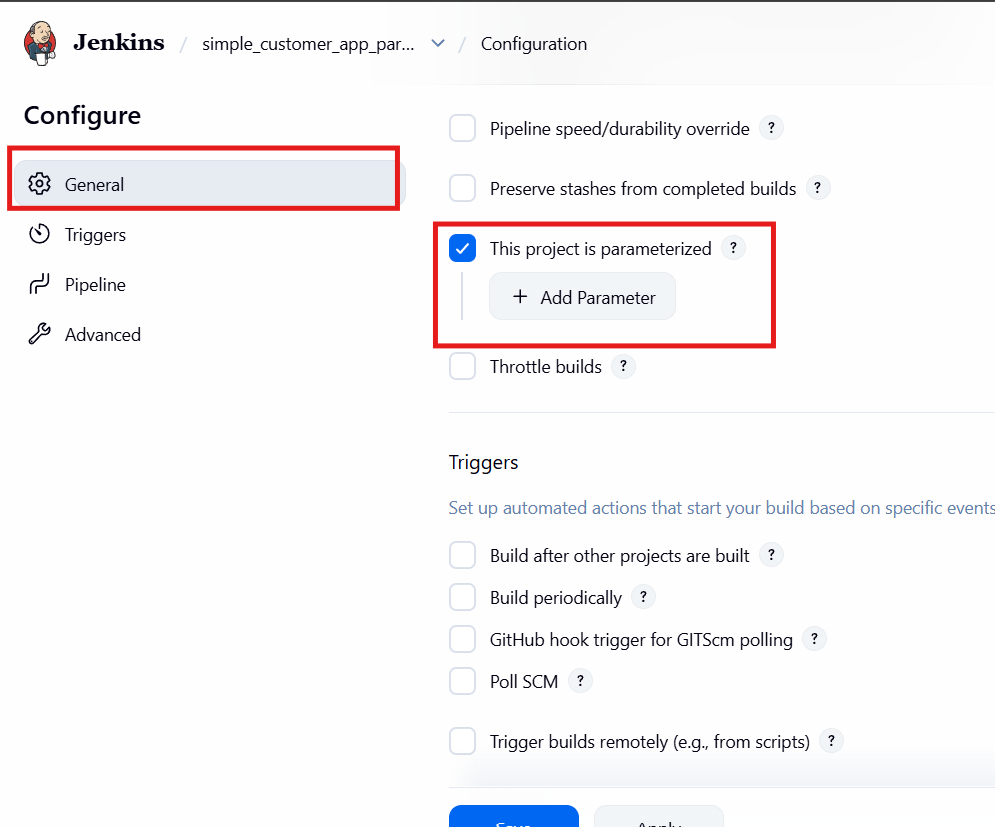 Jenkins / simple_customer_app_par... / Configuration
Configure
General
Triggers
Pipeline
Advanced
Pipeline speed/durability override ?
Preserve stashes from completed builds ?
This project is parameterized ?
+ Add Parameter
Throttle builds ?
Triggers
Set up automated actions that start your build based on specific events
Build after other projects are built ?
Build periodically ?
GitHub hook trigger for GITScm polling ?
Poll SCM ?
Trigger builds remotely (e.g., from scripts) ?
Save Apply